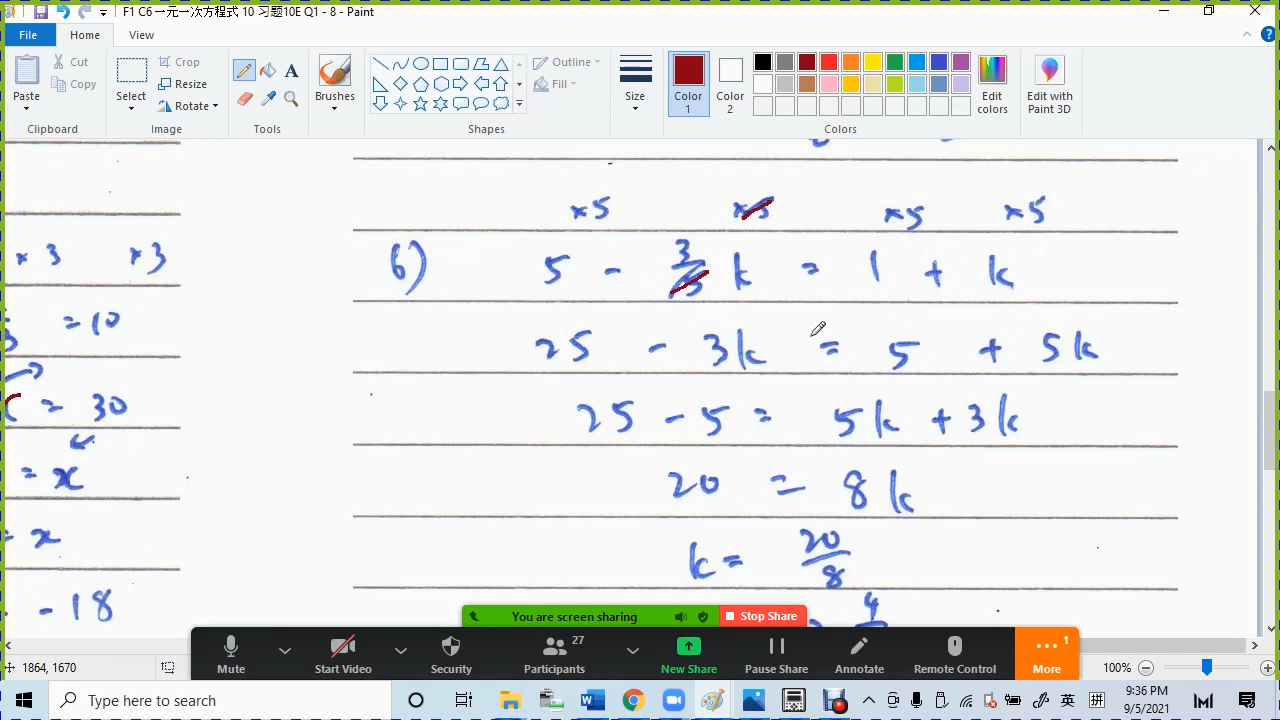 F1 C6一元一次方程式 10 习题10E Q1 - 8 - Paint
File Home View
Paste Cut Copy Clipboard
Select Crop Resize Rotate Image
Tools
Brushes
Outline Fill Shapes
Size
Color 1 Color 2 Edit colors Colors
Edit with Paint 3D
×5 ×5 ×5 ×5
6) 5 - 3/5 k = 1 + k
25 - 3k = 5 + 5k
25 - 5 = 5k + 3k
20 = 8k
k = 20/8
4
×3 ×3
=10
= 30
= x
= x
-18
You are screen sharing Stop Share
Mute Start Video Security Participants 27 New Share Pause Share Annotate Remote Control More 1
1864, 1670 100%
Type here to search
英 拼 9:36 PM
9/5/2021